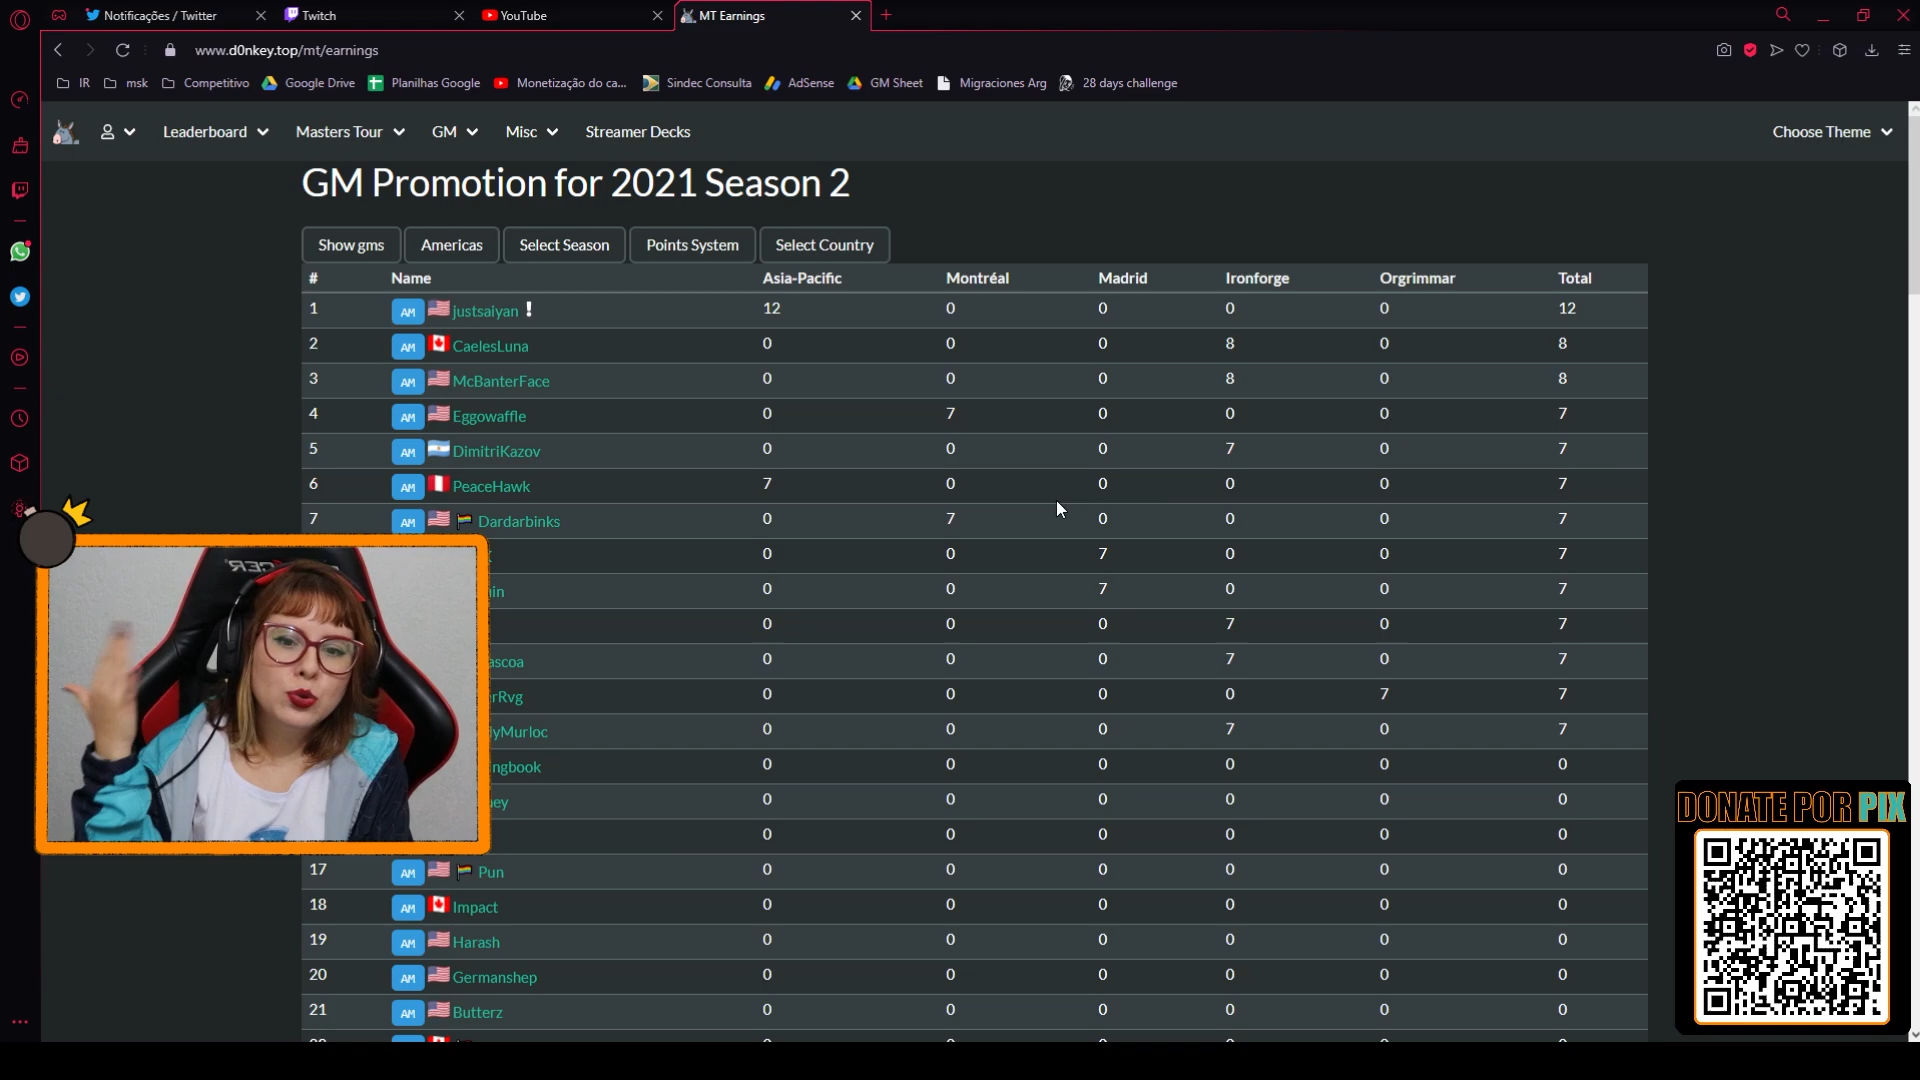 Notificações / Twitter Twitch YouTube MT Earnings
www.d0nkey.top/mt/earnings
IR msk Competitivo Google Drive Planilhas Google Monetização do ca... Sindec Consulta AdSense GM Sheet Migraciones Arg 28 days challenge
Leaderboard Masters Tour GM Misc Streamer Decks Choose Theme
GM Promotion for 2021 Season 2
Show gms Americas Select Season Points System Select Country
# Name Asia-Pacific Montréal Madrid Ironforge Orgrimmar Total
1 AM justsaiyan ! 12 0 0 0 0 12
2 AM CaelesLuna 0 0 0 8 0 8
3 AM McBanterFace 0 0 0 8 0 8
4 AM Eggowaffle 0 7 0 0 0 7
5 AM DimitriKazov 0 0 0 7 0 7
6 AM PeaceHawk 7 0 0 0 0 7
7 AM Dardarbinks 0 7 0 0 0 7
0 0 7 0 0 7
in 0 0 7 0 0 7
0 0 0 7 0 7
ascoa 0 0 0 7 0 7
erRvg 0 0 0 0 7 7
yMurloc 0 0 0 7 0 7
ngbook 0 0 0 0 0 0
ey 0 0 0 0 0 0
0 0 0 0 0 0
17 AM Pun 0 0 0 0 0 0
18 AM Impact 0 0 0 0 0 0
19 AM Harash 0 0 0 0 0 0
20 AM Germanshep 0 0 0 0 0 0
21 AM Butterz 0 0 0 0 0 0
DONATE POR PIX